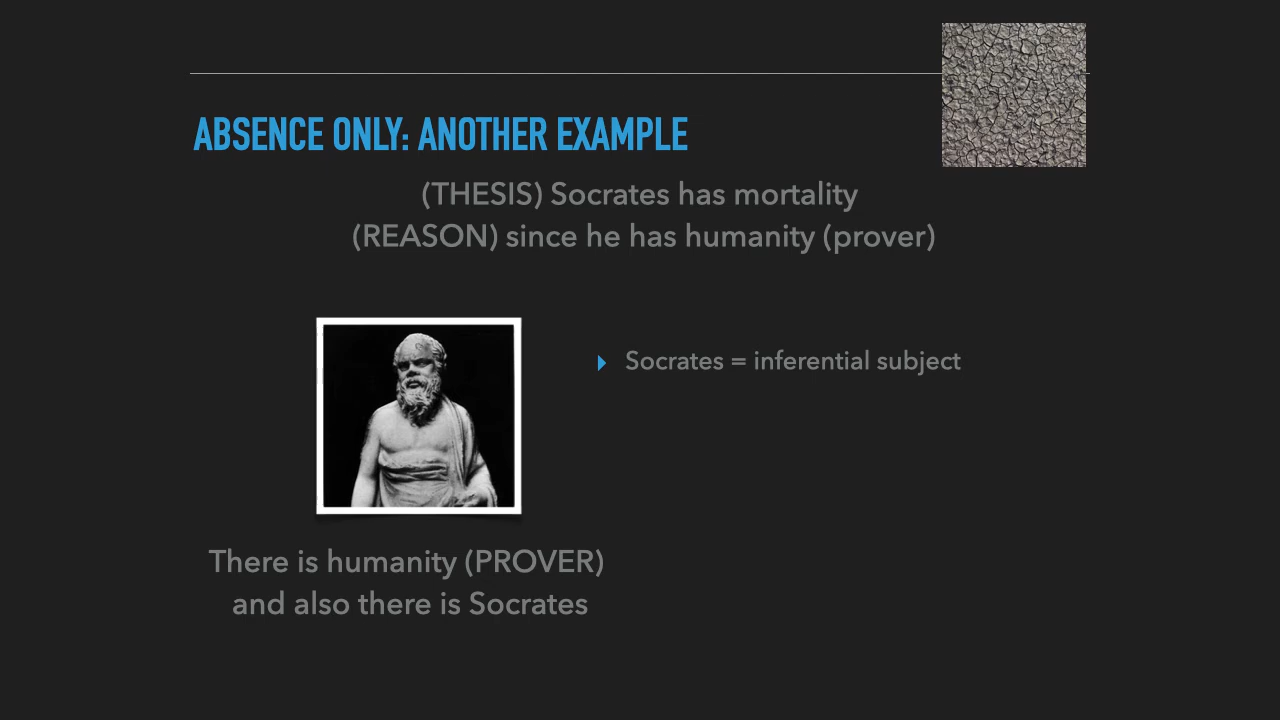 ABSENCE ONLY: ANOTHER EXAMPLE
(THESIS) Socrates has mortality
(REASON) since he has humanity (prover)
Socrates = inferential subject
There is humanity (PROVER)
and also there is Socrates